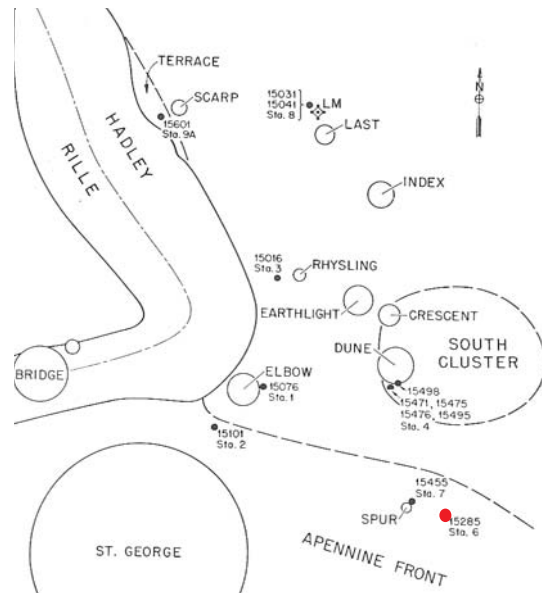 TERRACE
SCARP
15601
Sta. 9A
15031
15041
Sta. 8
LM
LAST
N
HADLEY
RILLE
INDEX
15016
Sta. 3
RHYSLING
EARTHLIGHT
CRESCENT
SOUTH
CLUSTER
DUNE
BRIDGE
ELBOW
15076
Sta. 1
15498
15471, 15475
15476, 15495
Sta. 4
15101
Sta. 2
15455
Sta. 7
SPUR
15285
Sta. 6
ST. GEORGE
APENNINE FRONT